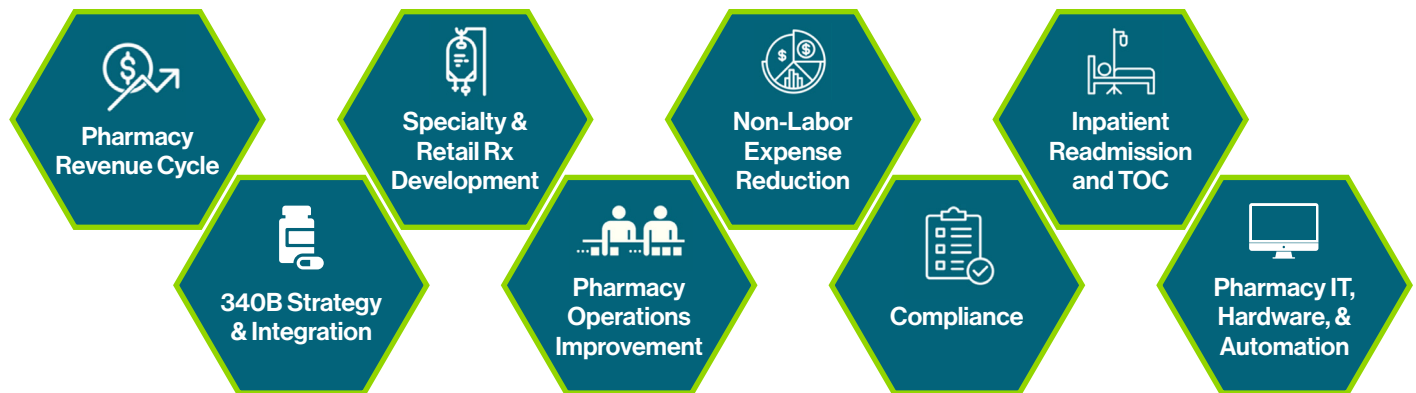 Pharmacy
Revenue Cycle
Specialty &
Retail Rx
Development
Non-Labor
Expense
Reduction
Inpatient
Readmission
and TOC
340B Strategy
& Integration
Pharmacy
Operations
Improvement
Compliance
Pharmacy IT,
Hardware, &
Automation